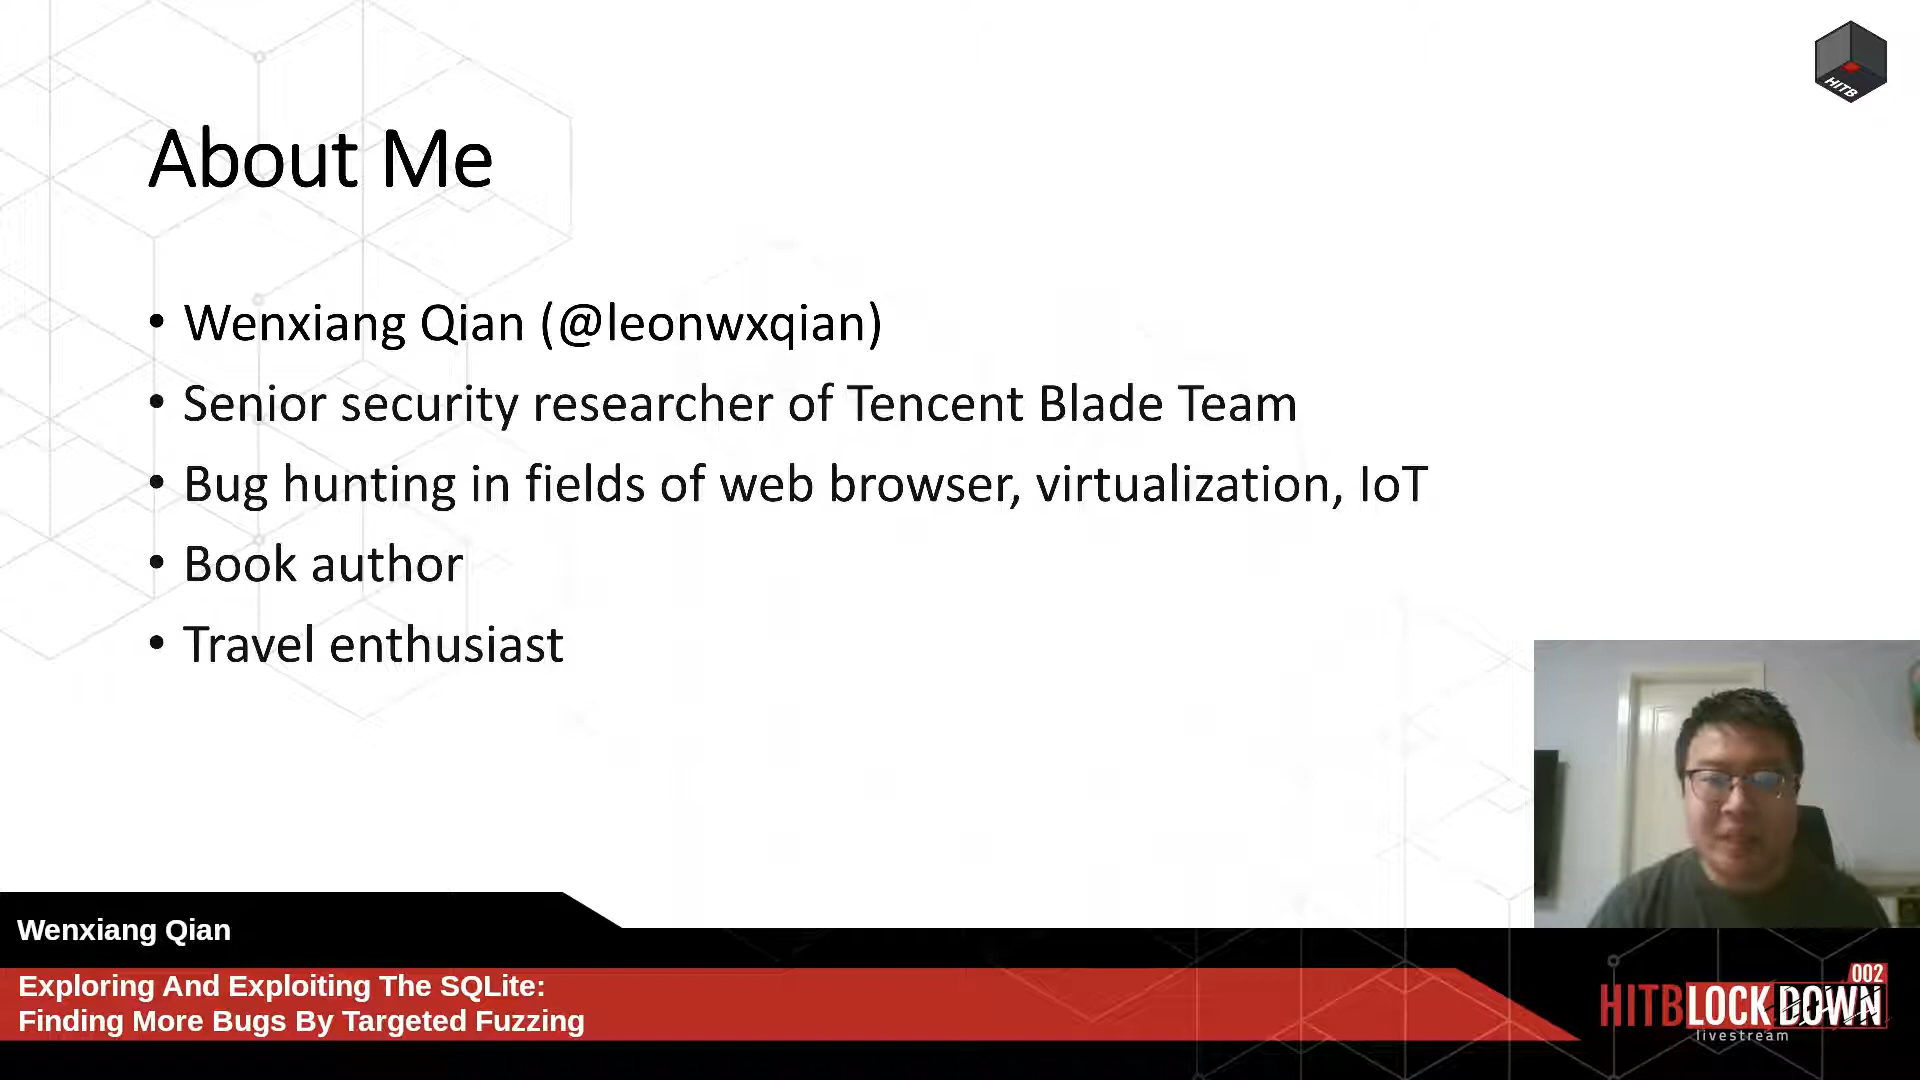 HITB
About Me
• Wenxiang Qian (@leonwxqian)
• Senior security researcher of Tencent Blade Team
• Bug hunting in fields of web browser, virtualization, IoT
• Book author
• Travel enthusiast
Wenxiang Qian
Exploring And Exploiting The SQLite:
Finding More Bugs By Targeted Fuzzing
002
HITBLOCKDOWN
livestream